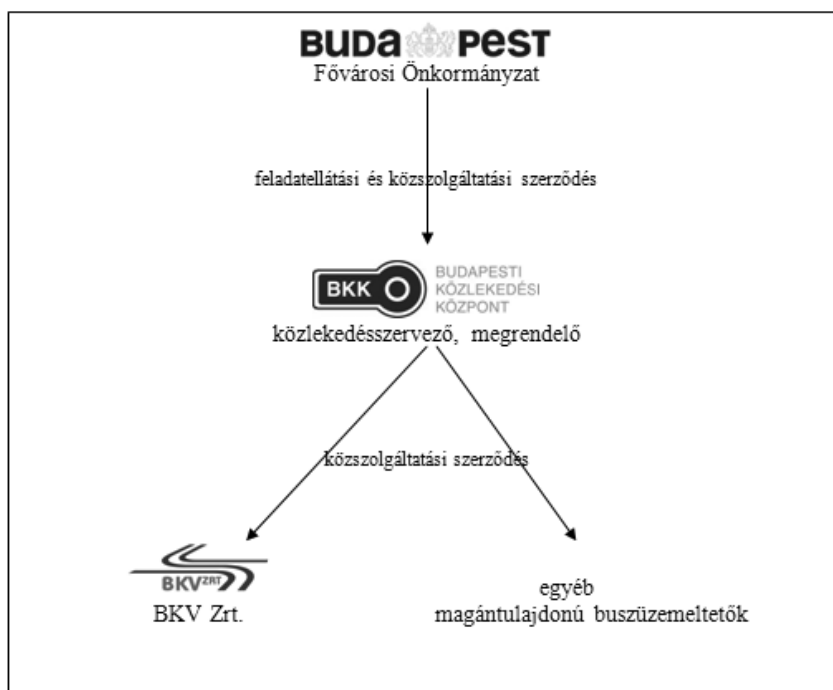 BUDAPEST
Fővárosi Önkormányzat
feladatellátási és közszolgáltatási szerződés
BKK
BUDAPESTI
KÖZLEKEDÉSI
KÖZPONT
közlekedésszervező, megrendelő
közszolgáltatási szerződés
BKV ZRT
BKV Zrt.
egyéb
magántulajdonú buszüzemeltetők